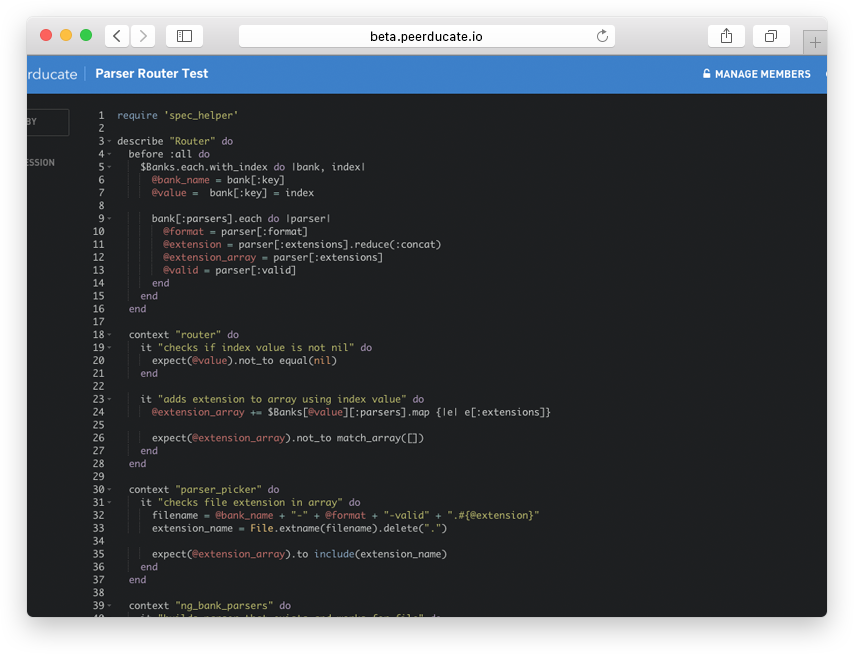 beta.peerducate.io
rducate Parser Router Test MANAGE MEMBERS
BY
ESSION
1 require 'spec_helper'
2
3 describe "Router" do
4   before :all do
5     $Banks.each.with_index do |bank, index|
6       @bank_name = bank[:key]
7       @value =  bank[:key] = index
8
9       bank[:parsers].each do |parser|
10         @format = parser[:format]
11         @extension = parser[:extensions].reduce(:concat)
12         @extension_array = parser[:extensions]
13         @valid = parser[:valid]
14       end
15     end
16   end
17
18   context "router" do
19     it "checks if index value is not nil" do
20       expect(@value).not_to equal(nil)
21     end
22
23     it "adds extension to array using index value" do
24       @extension_array += $Banks[@value][:parsers].map {|e| e[:extensions]}
25
26       expect(@extension_array).not_to match_array([])
27     end
28   end
29
30   context "parser_picker" do
31     it "checks file extension in array" do
32       filename = @bank_name + "-" + @format + "-valid" + ".#{@extension}"
33       extension_name = File.extname(filename).delete(".")
34
35       expect(@extension_array).to include(extension_name)
36     end
37   end
38
39   context "ng_bank_parsers" do